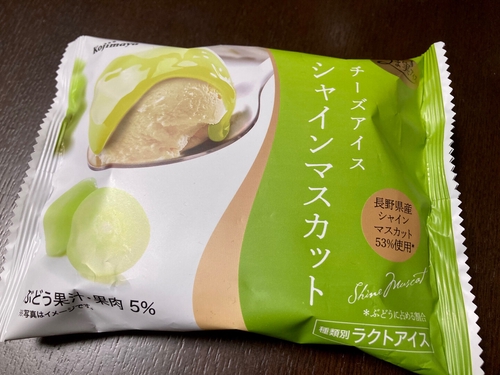 Kojimaya
チーズアイス
シャインマスカット
長野県産
シャイン
マスカット
53%使用*
Shine Muscat
*ぶどうに占める割合
種類別 ラクトアイス
ぶどう果汁・果肉 5%
※写真はイメージです。